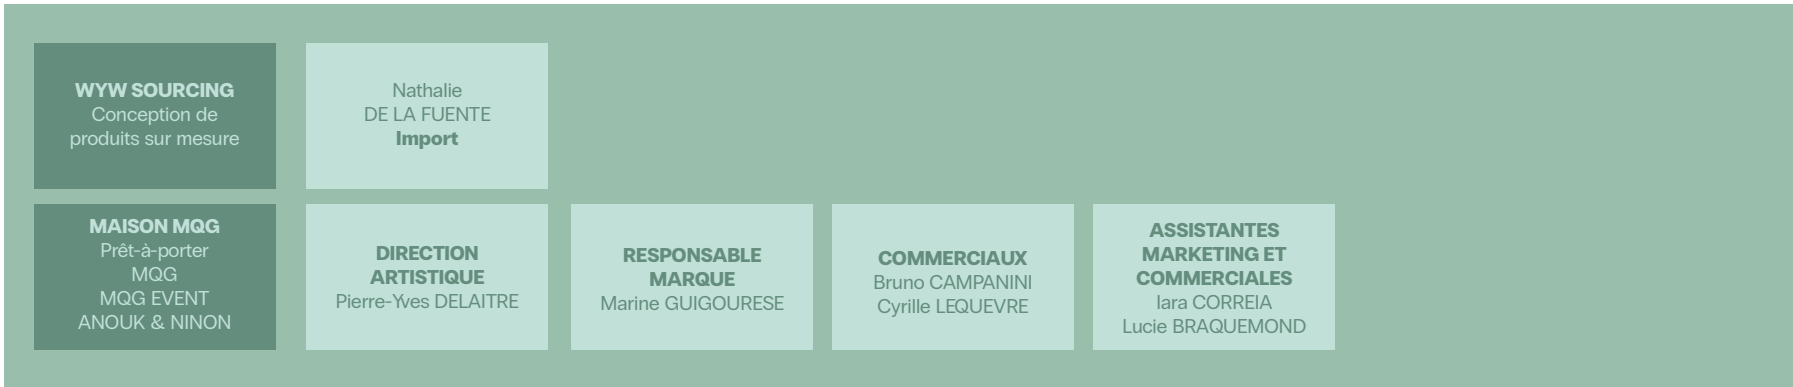 WYW SOURCING
Conception de
produits sur mesure
Nathalie
DE LA FUENTE
Import
MAISON MQG
Prêt-à-porter
MQG
MQG EVENT
ANOUK & NINON
DIRECTION
ARTISTIQUE
Pierre-Yves DELAITRE
RESPONSABLE
MARQUE
Marine GUIGOURESE
COMMERCIAUX
Bruno CAMPANINI
Cyrille LEQUEVRE
ASSISTANTES
MARKETING ET
COMMERCIALES
Iara CORREIA
Lucie BRAQUEMOND